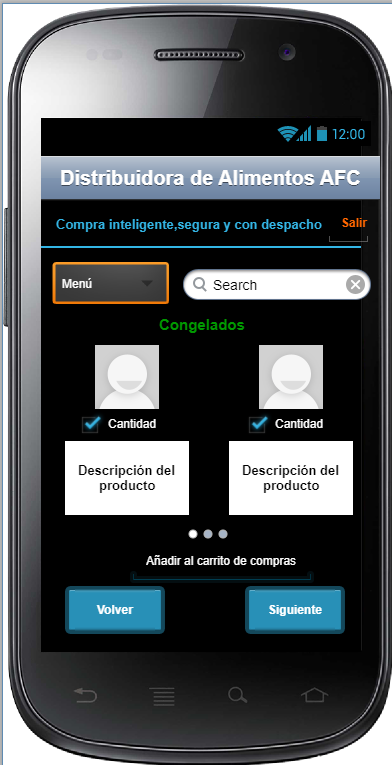 12:00
Distribuidora de Alimentos AFC
Compra inteligente,segura y con despacho
Salir
Menú
Search
Congelados
Cantidad
Cantidad
Descripción del
producto
Descripción del
producto
Añadir al carrito de compras
Volver
Siguiente